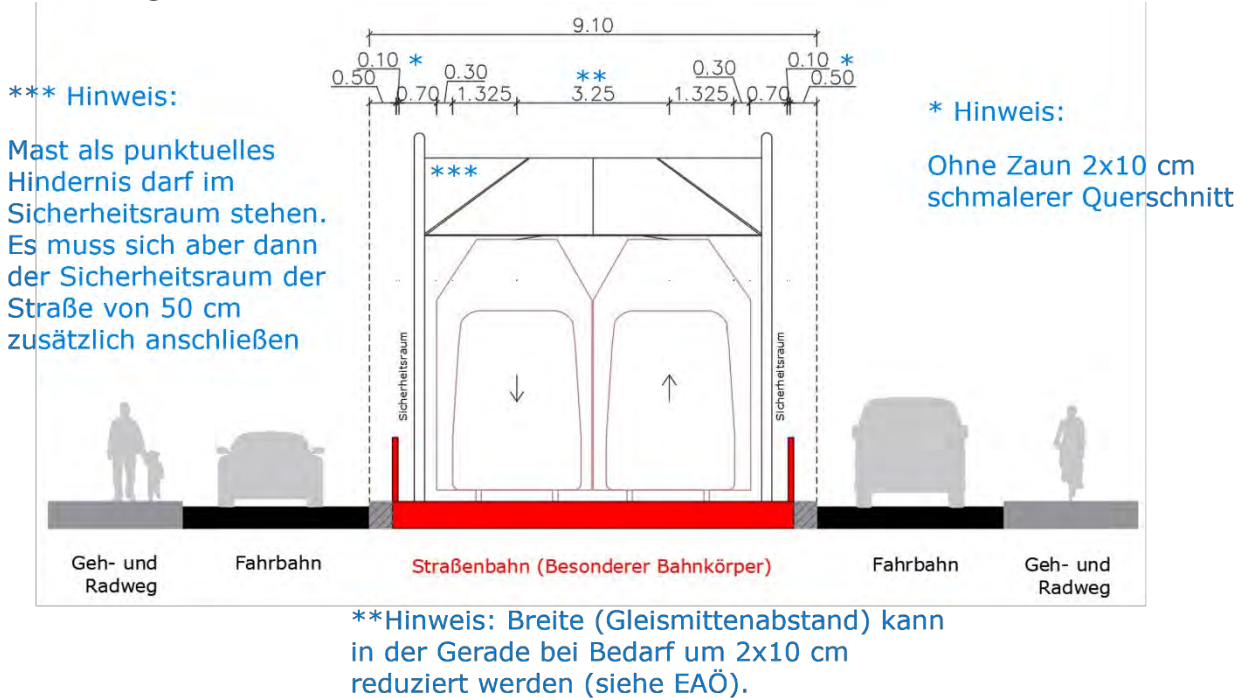 9.10
0.10 * 0.10 *
0.50 0.30 ** 0.30 0.50
0.70 1.325 3.25 1.325 0.70
*** Hinweis:
Mast als punktuelles
Hindernis darf im
Sicherheitsraum stehen.
Es muss sich aber dann
der Sicherheitsraum der
Straße von 50 cm
zusätzlich anschließen
* Hinweis:
Ohne Zaun 2x10 cm
schmalerer Querschnitt
***
Sicherheitsraum
Sicherheitsraum
Geh- und
Radweg
Fahrbahn
Straßenbahn (Besonderer Bahnkörper)
Fahrbahn
Geh- und
Radweg
**Hinweis: Breite (Gleismittenabstand) kann
in der Gerade bei Bedarf um 2x10 cm
reduziert werden (siehe EAÖ).